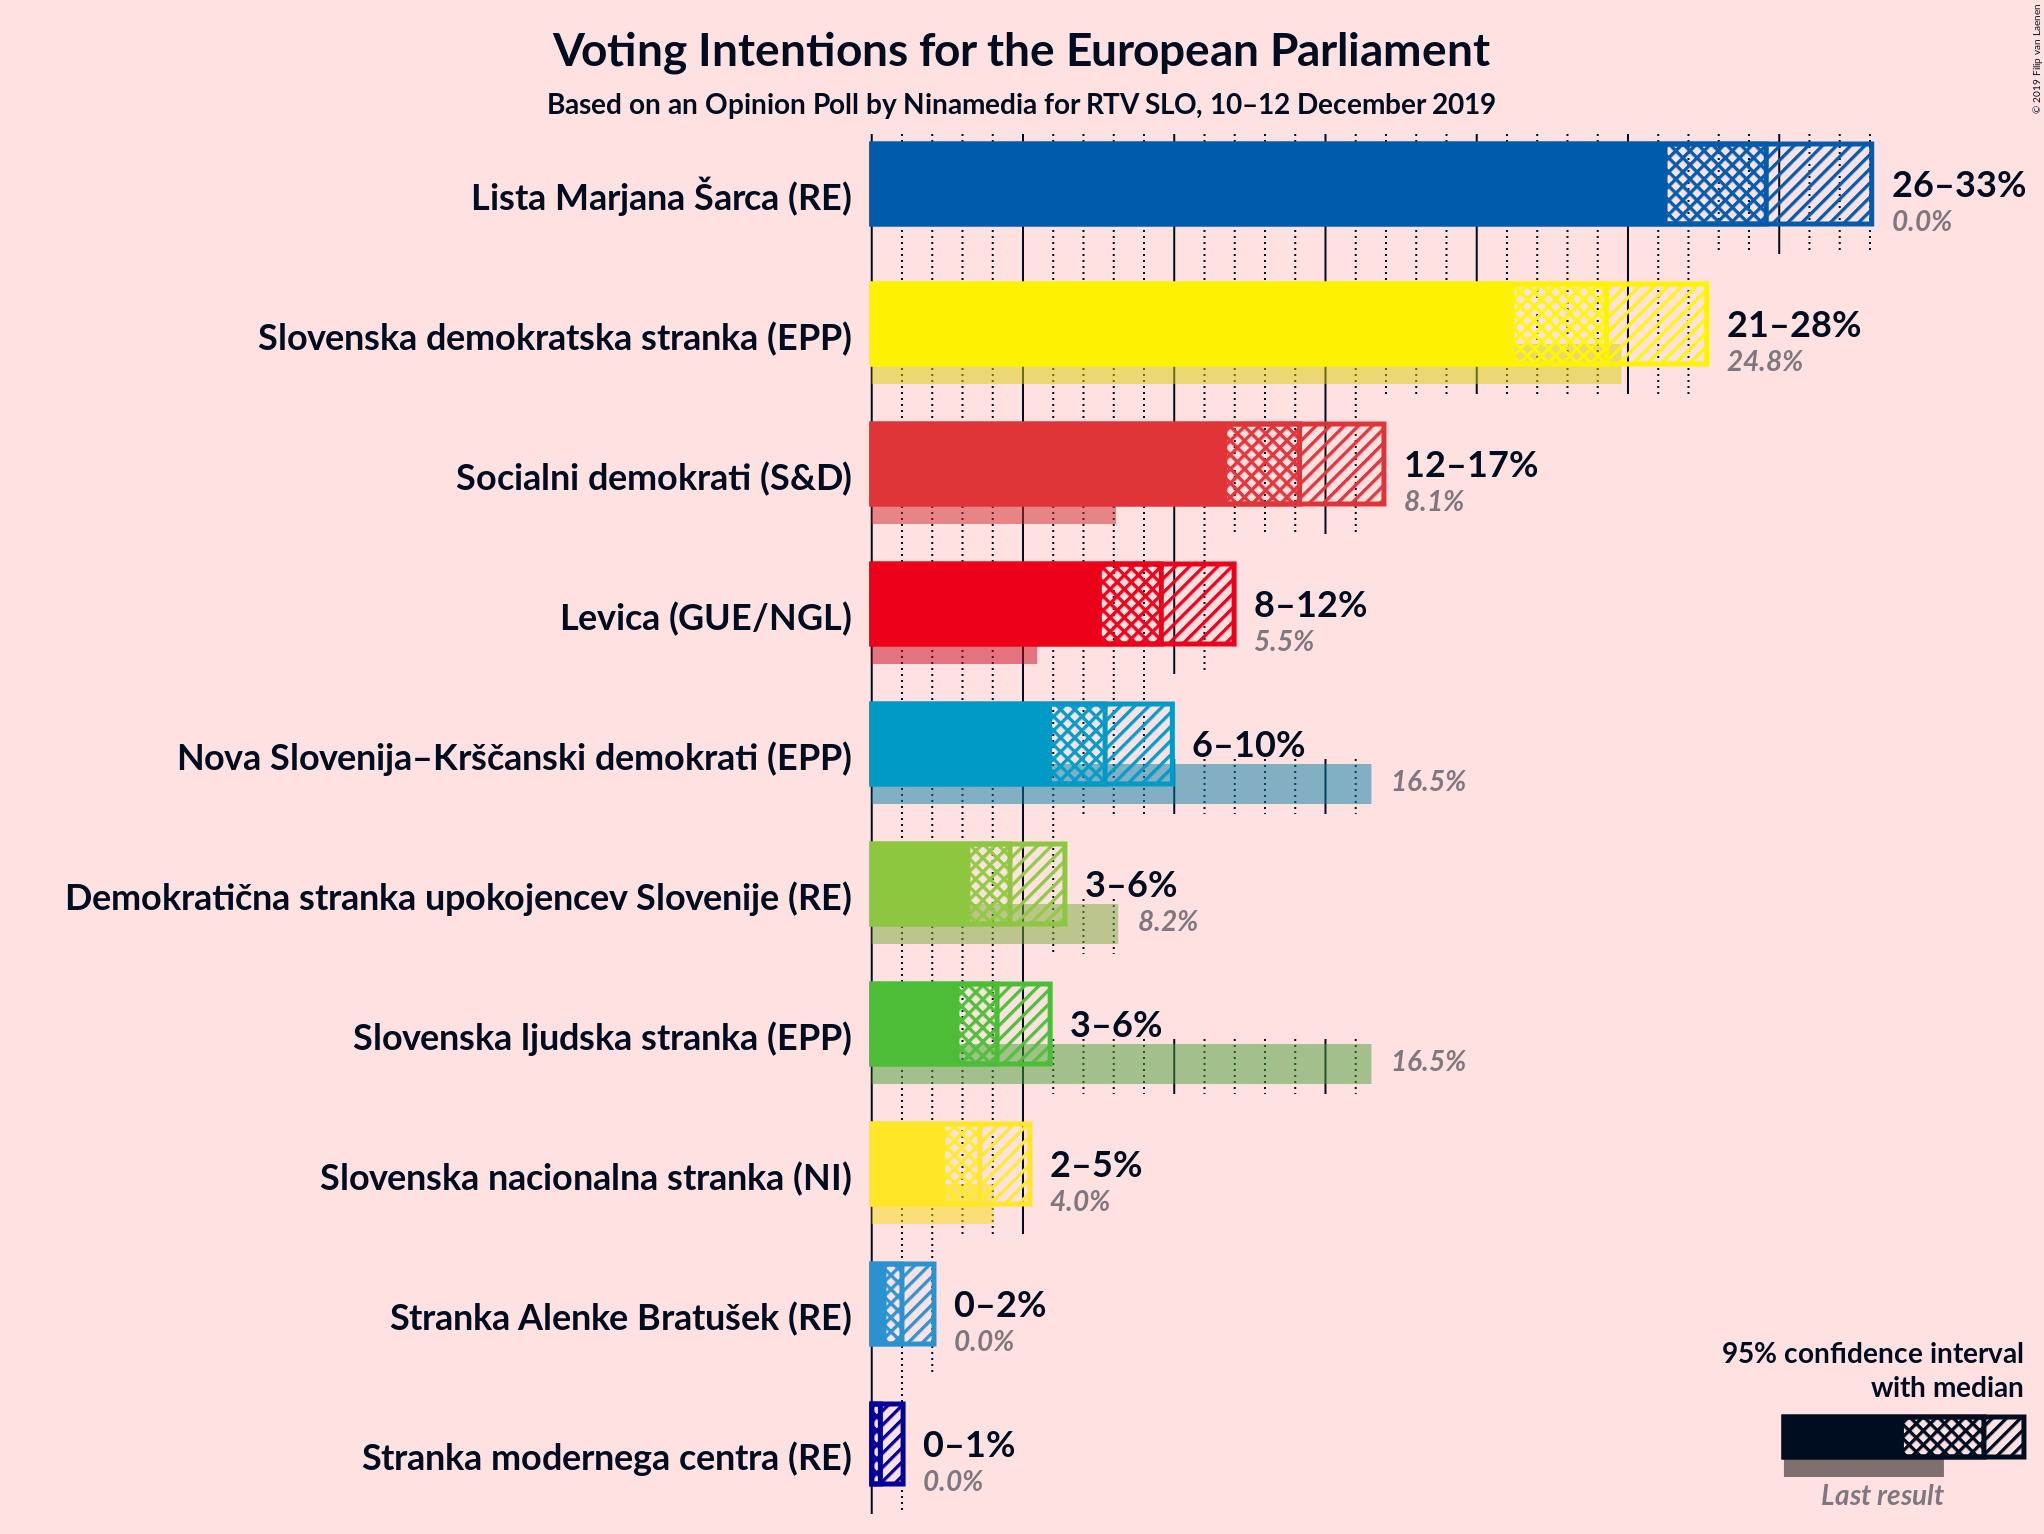 © 2019 Filip van Laenen
Voting Intentions for the European Parliament
Based on an Opinion Poll by Ninamedia for RTV SLO, 10–12 December 2019
Lista Marjana Šarca (RE)
26–33%
0.0%
Slovenska demokratska stranka (EPP)
21–28%
24.8%
Socialni demokrati (S&D)
12–17%
8.1%
Levica (GUE/NGL)
8–12%
5.5%
Nova Slovenija–Krščanski demokrati (EPP)
6–10%
16.5%
Demokratična stranka upokojencev Slovenije (RE)
3–6%
8.2%
Slovenska ljudska stranka (EPP)
3–6%
16.5%
Slovenska nacionalna stranka (NI)
2–5%
4.0%
Stranka Alenke Bratušek (RE)
0–2%
0.0%
Stranka modernega centra (RE)
0–1%
0.0%
95% confidence interval
with median
Last result